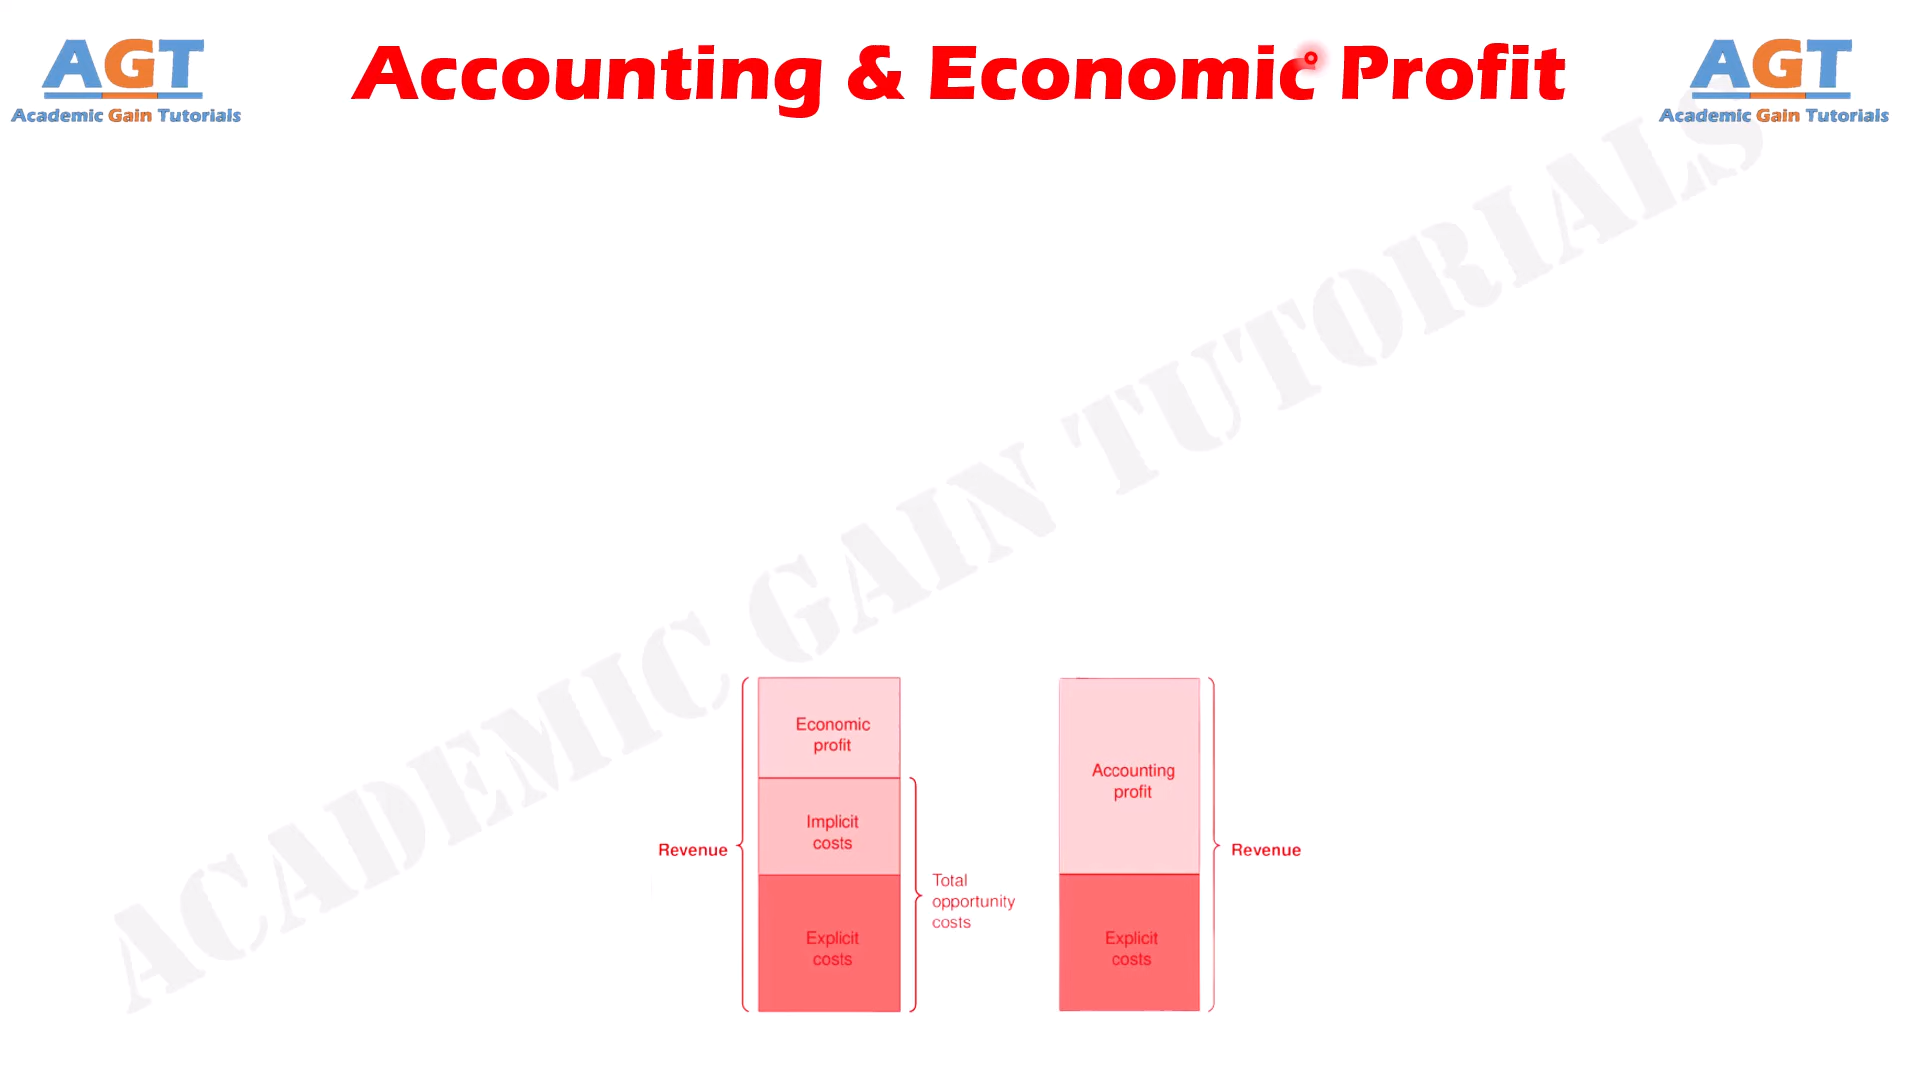 AGT
Academic Gain Tutorials
Accounting & Economic Profit
AGT
Academic Gain Tutorials
ACADEMIC GAIN TUTORIALS
Economic
profit
Implicit
costs
Explicit
costs
Revenue
Total
opportunity
costs
Accounting
profit
Explicit
costs
Revenue